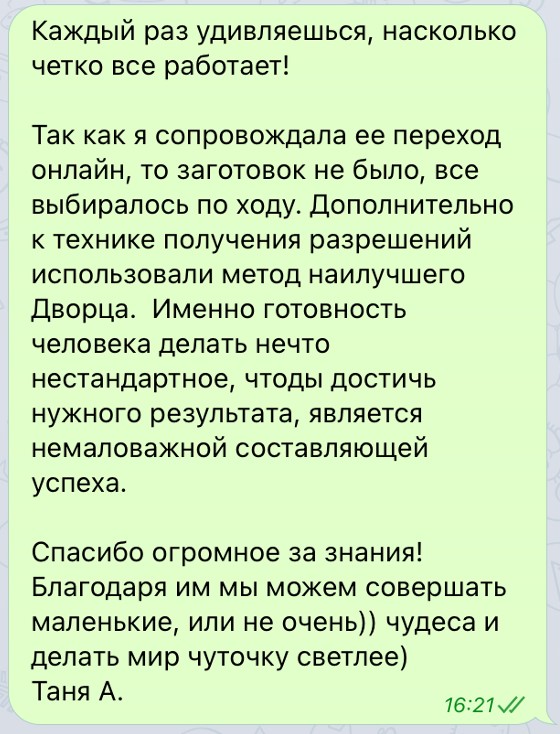 Каждый раз удивляешься, насколько
четко все работает!
Так как я сопровождала ее переход
онлайн, то заготовок не было, все
выбиралось по ходу. Дополнительно
к технике получения разрешений
использовали метод наилучшего
Дворца.  Именно готовность
человека делать нечто
нестандартное, чтоды достичь
нужного результата, является
немаловажной составляющей
успеха.
Спасибо огромное за знания!
Благодаря им мы можем совершать
маленькие, или не очень)) чудеса и
делать мир чуточку светлее)
Таня А.
16:21